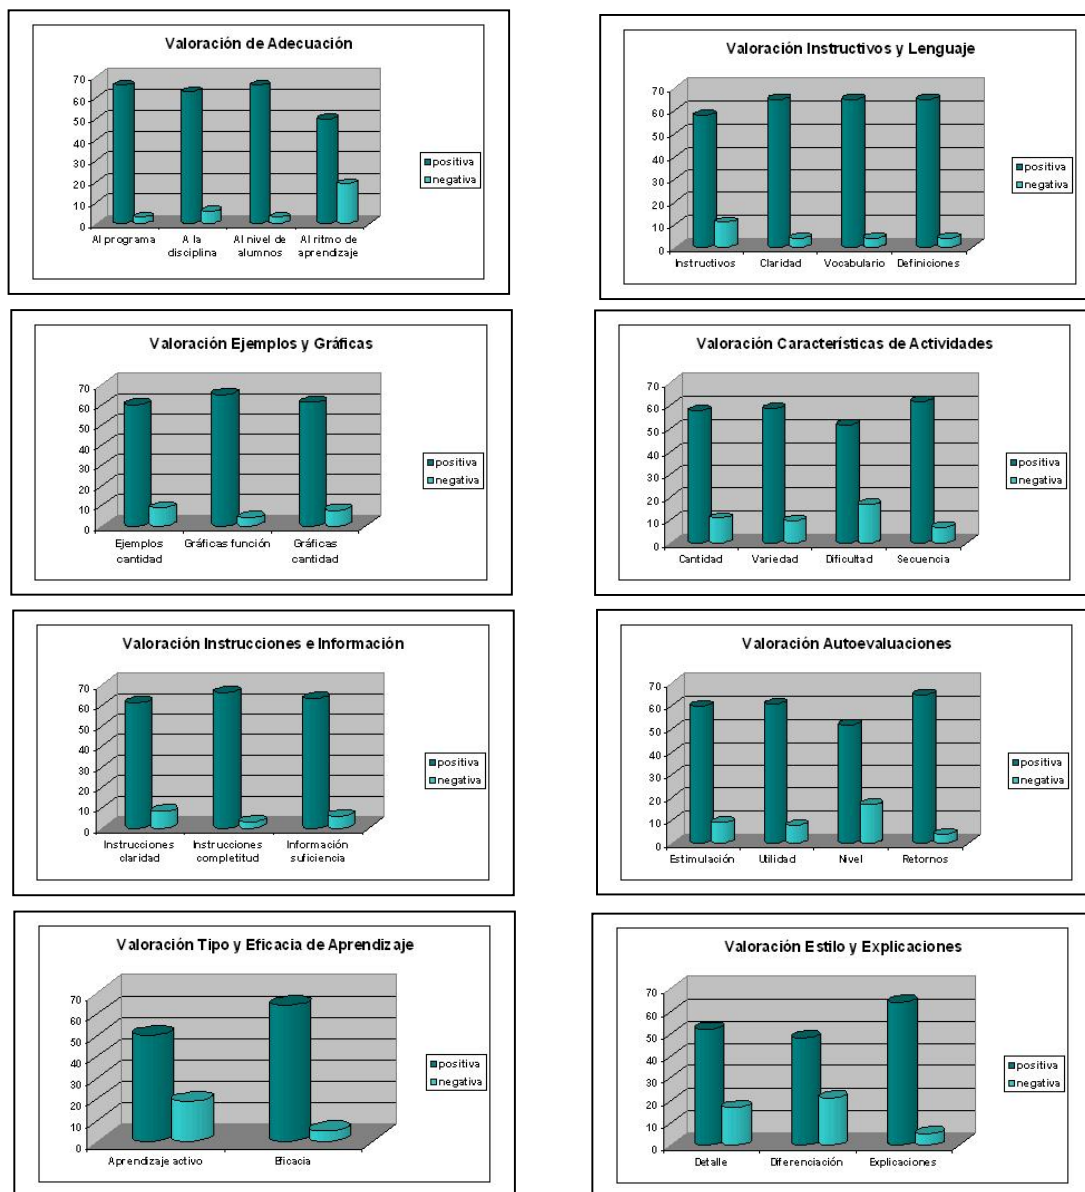 Valoración de Adecuación
70
60
50
40
30
20
10
0
Al programa
A la disciplina
Al nivel de alumnos
Al ritmo de aprendizaje
positiva
negativa
Valoración Instructivos y Lenguaje
70
60
50
40
30
20
10
0
Instructivos
Claridad
Vocabulario
Definiciones
positiva
negativa
Valoración Ejemplos y Gráficas
70
60
50
40
30
20
10
0
Ejemplos cantidad
Gráficas función
Gráficas cantidad
positiva
negativa
Valoración Características de Actividades
70
60
50
40
30
20
10
0
Cantidad
Variedad
Dificultad
Secuencia
positiva
negativa
Valoración Instrucciones e Información
70
60
50
40
30
20
10
0
Instrucciones claridad
Instrucciones completitud
Información suficiencia
positiva
negativa
Valoración Autoevaluaciones
70
60
50
40
30
20
10
0
Estimulación
Utilidad
Nivel
Retornos
positiva
negativa
Valoración Tipo y Eficacia de Aprendizaje
70
60
50
40
30
20
10
0
Aprendizaje activo
Eficacia
positiva
negativa
Valoración Estilo y Explicaciones
70
60
50
40
30
20
10
0
Detalle
Diferenciación
Explicaciones
positiva
negativa